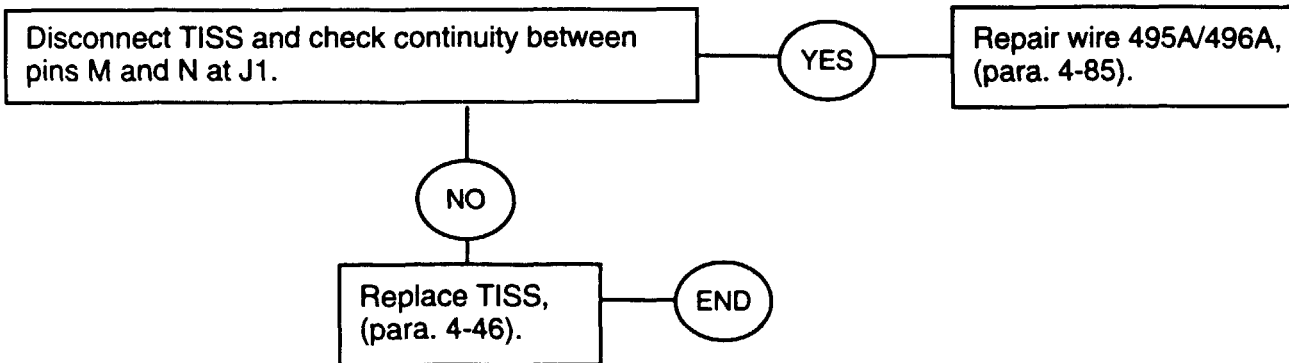 Disconnect TISS and check continuity between
pins M and N at J1.
YES
Repair wire 495A/496A,
(para. 4-85).
NO
Replace TISS,
(para. 4-46).
END